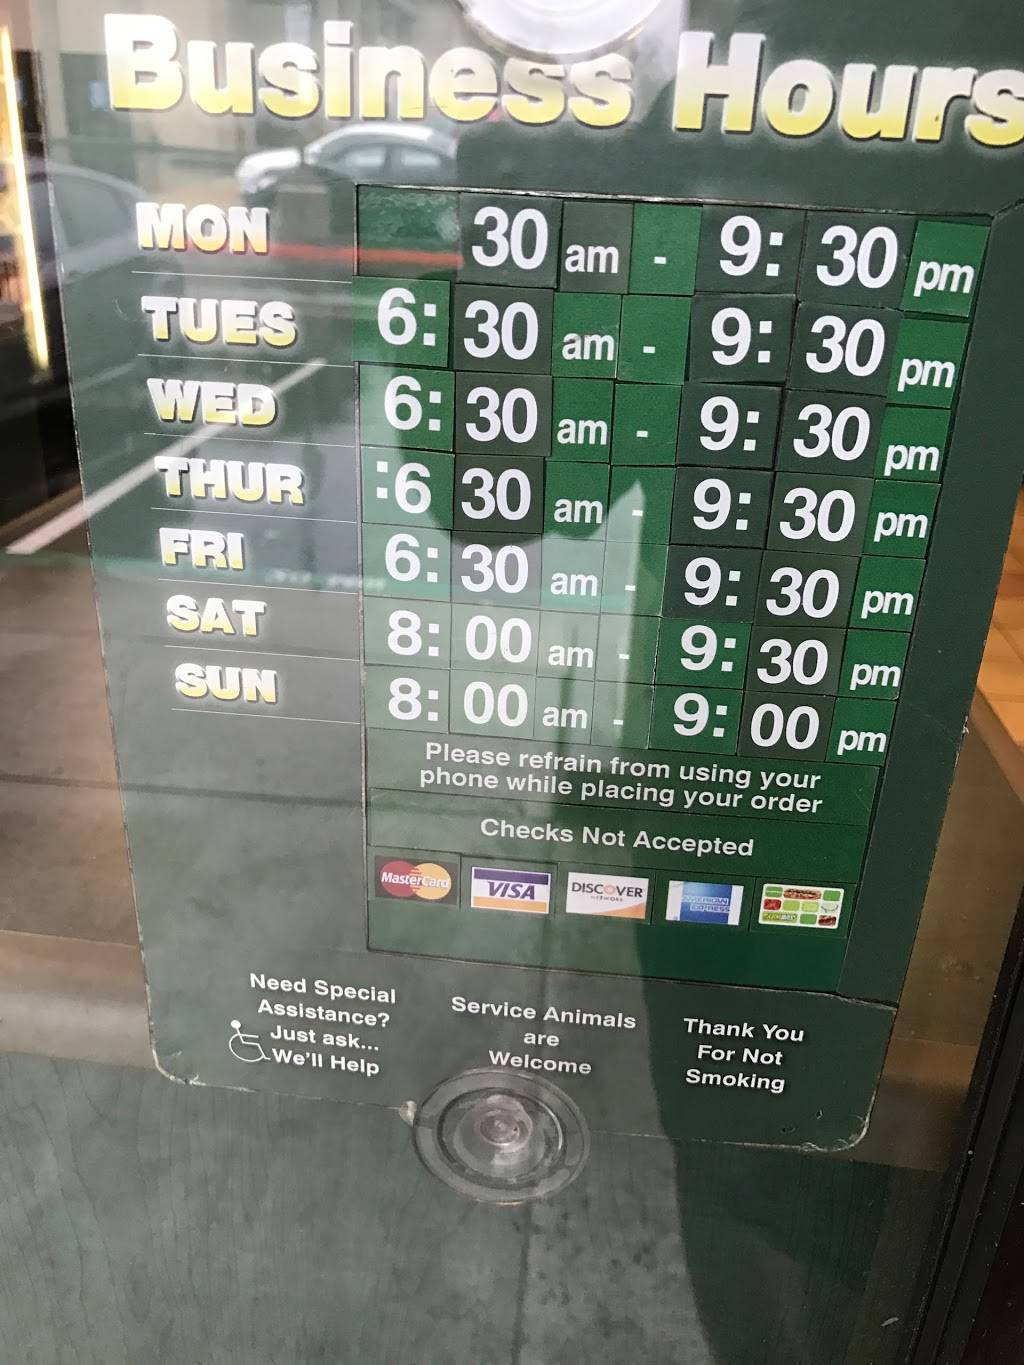 Business Hours
MON 30 am - 9: 30 pm
TUES 6: 30 am - 9: 30 pm
WED 6: 30 am - 9: 30 pm
THUR :6 30 am - 9: 30 pm
FRI 6: 30 am - 9: 30 pm
SAT 8: 00 am - 9: 30 pm
SUN 8: 00 am - 9: 00 pm
Please refrain from using your
phone while placing your order
Checks Not Accepted
MasterCard VISA DISCOVER AMERICAN
NETWORK EXPRESS
Need Special
Assistance?
Just ask...
We'll Help
Service Animals
are
Welcome
Thank You
For Not
Smoking